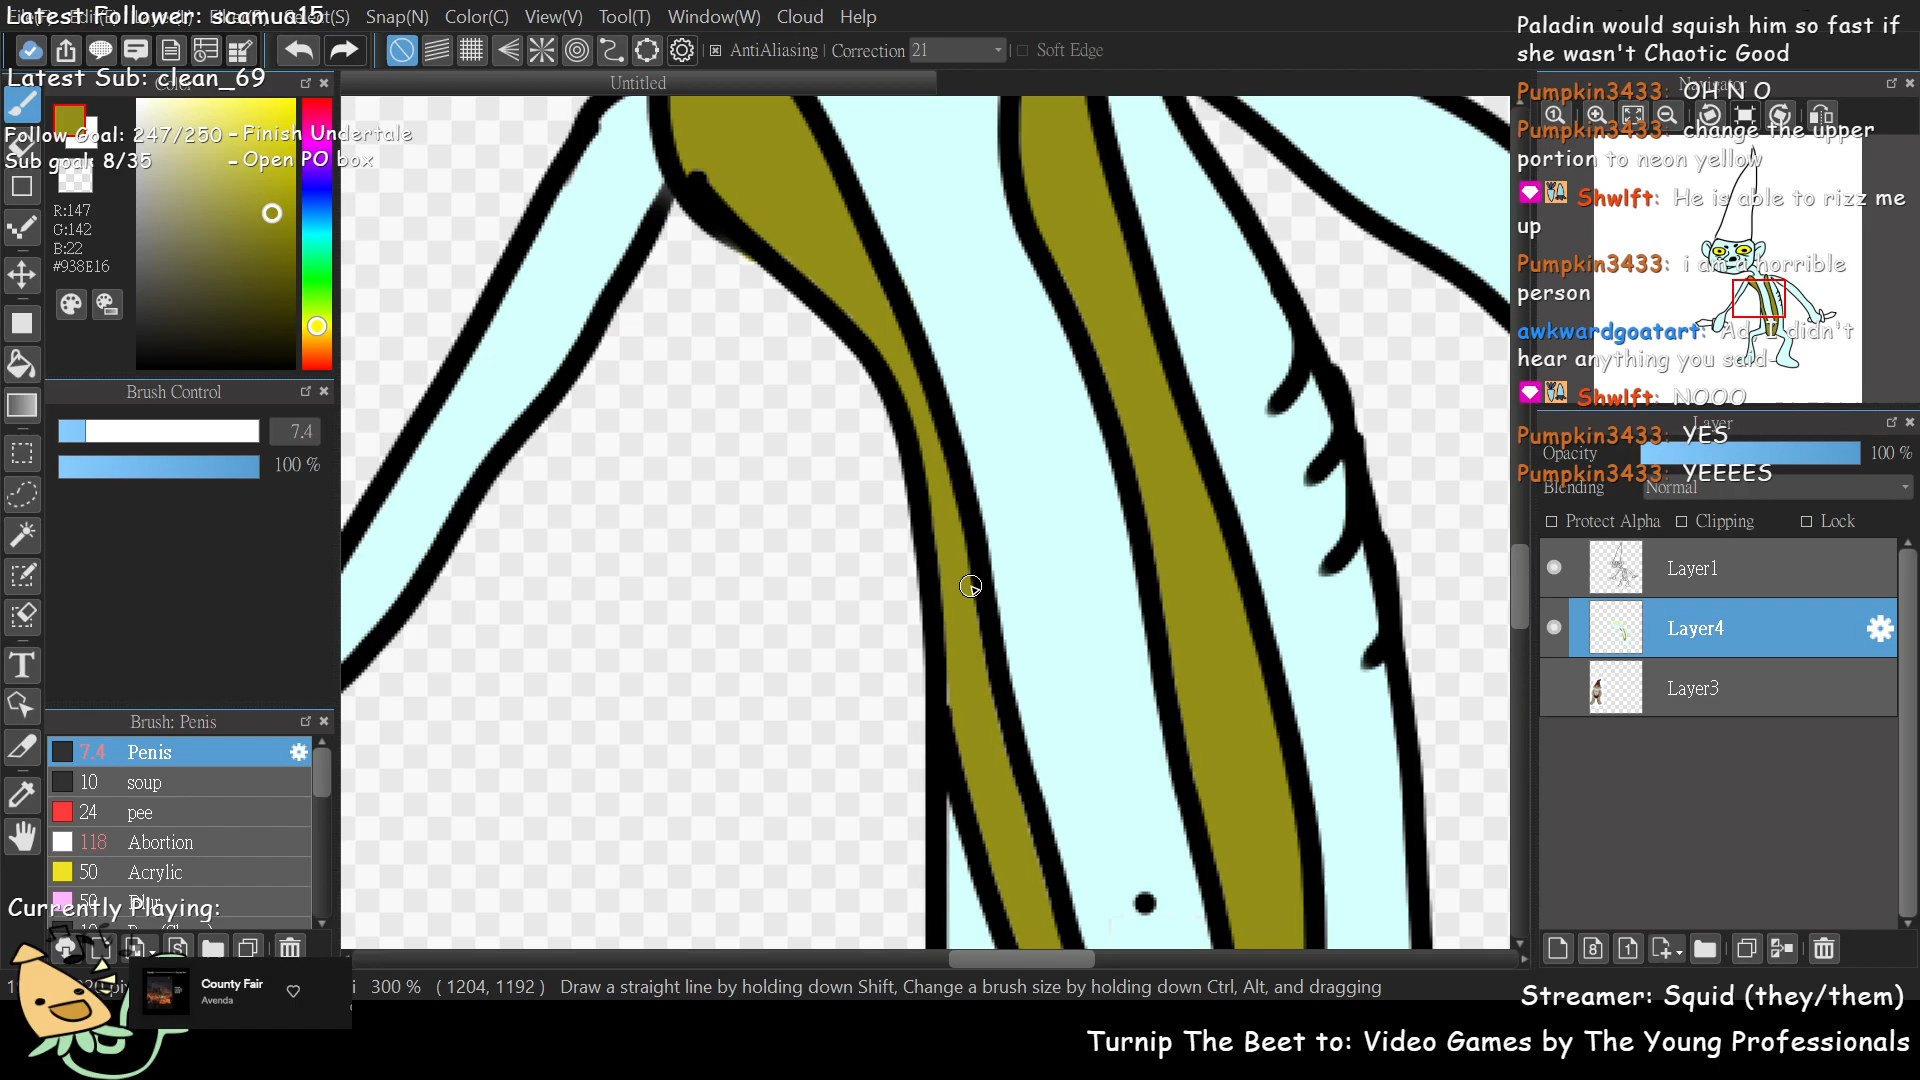 Latest Follower: seamus15
Select(S) Snap(N) Color(C) View(V) Tool(T) Window(W) Cloud Help
AntiAliasing Correction 21 Soft Edge
Latest Sub: clean_69
Color
Untitled
Follow Goal: 247/250 - Finish Undertale
Sub goal: 8/35 - Open PO box
R:147
G:142
B:22
#938E16
Brush Control
7.4
100 %
Brush: Penis
7.4 Penis
10 soup
24 pee
118 Abortion
50 Acrylic
50 Blur
Currently Playing:
County Fair
Avenda
300 % ( 1204, 1192 ) Draw a straight line by holding down Shift, Change a brush size by holding down Ctrl, Alt, and dragging
Paladin would squish him so fast if
she wasn't Chaotic Good
Navigator
Pumpkin3433: OH N O
Pumpkin3433: change the upper
portion to neon yellow
Shwlft: He is able to rizz me
up
Pumpkin3433: i am a horrible
person
awkwardgoatart: Ad- I didn't
hear anything you said-
Shwlft: NOOO
Layer
Pumpkin3433: YES
Opacity 100 %
Pumpkin3433: YEEEES
Blending Normal
Protect Alpha Clipping Lock
Layer1
Layer4
Layer3
Streamer: Squid (they/them)
Turnip The Beet to: Video Games by The Young Professionals